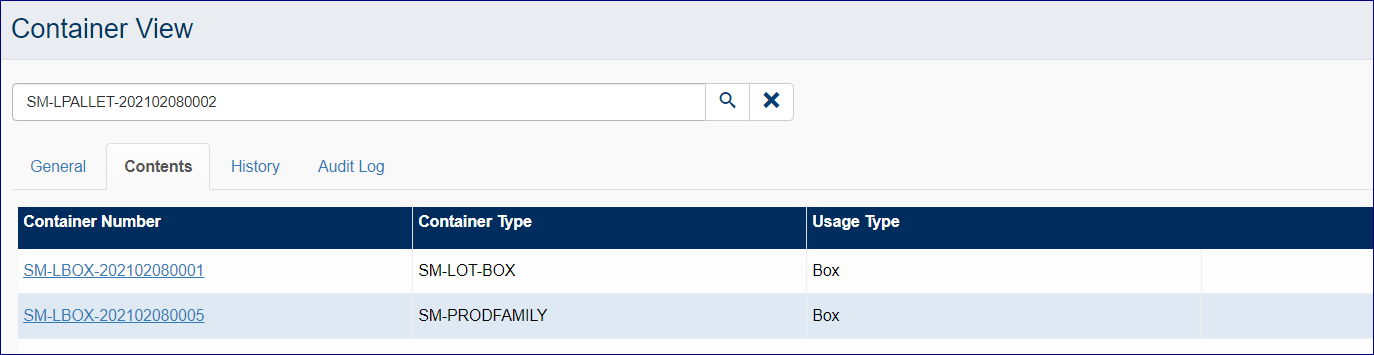 Container View
SM-LPALLET-202102080002
General Contents History Audit Log
Container Number Container Type Usage Type
SM-LBOX-202102080001 SM-LOT-BOX Box
SM-LBOX-202102080005 SM-PRODFAMILY Box